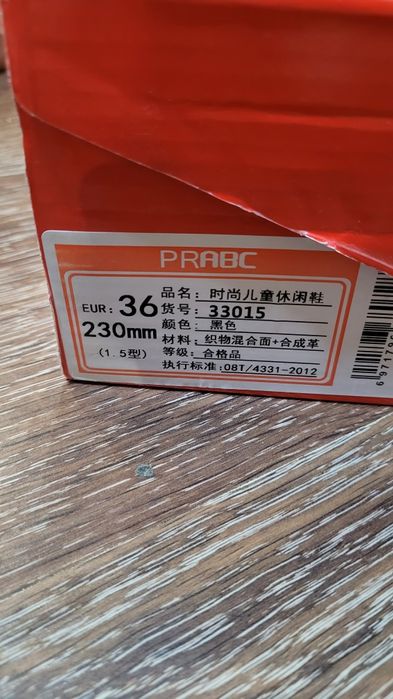 PRABC
EUR: 36
230mm
(1.5型)
品名: 时尚儿童休闲鞋
货号: 33015
颜色: 黑色
材料: 织物混合面+合成革
等级: 合格品
执行标准:08T/4331-2012